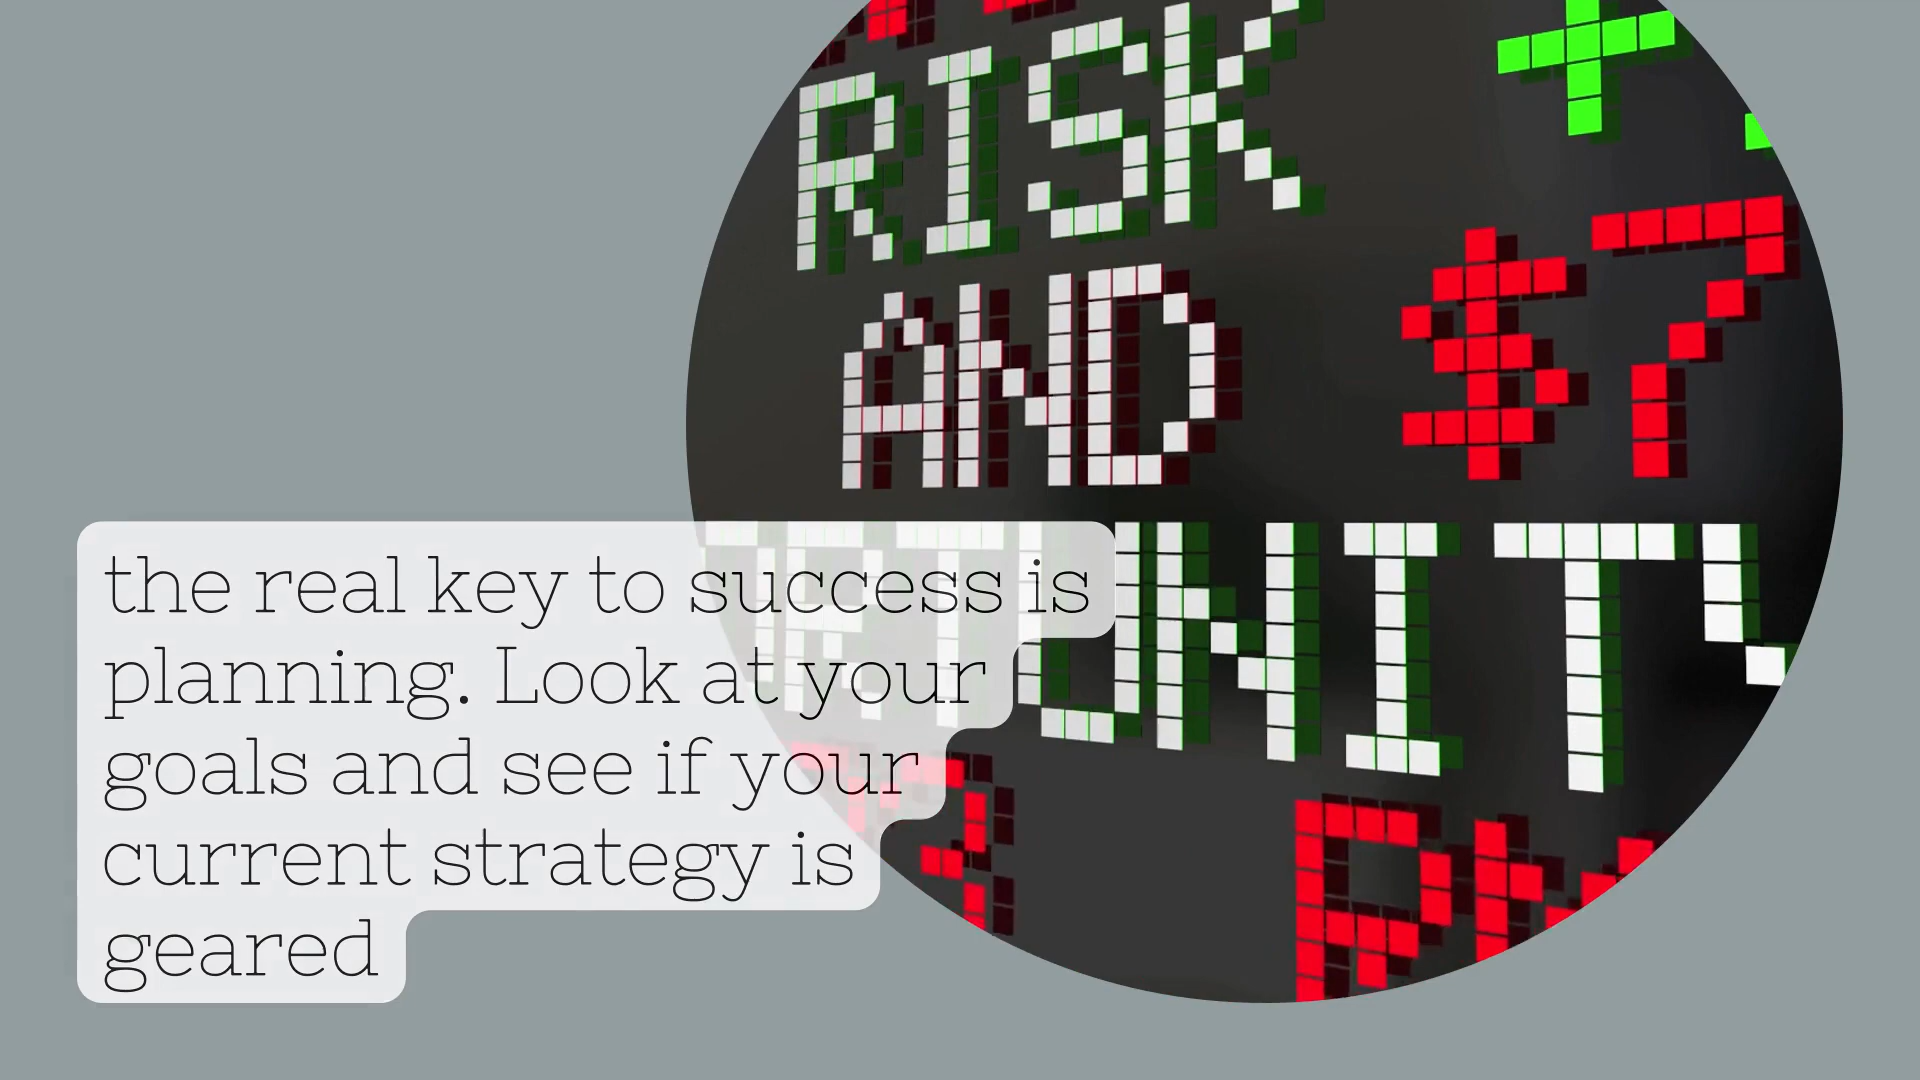 RISK
AND
$7
the real key to success is
planning. Look at your
goals and see if your
current strategy is
geared